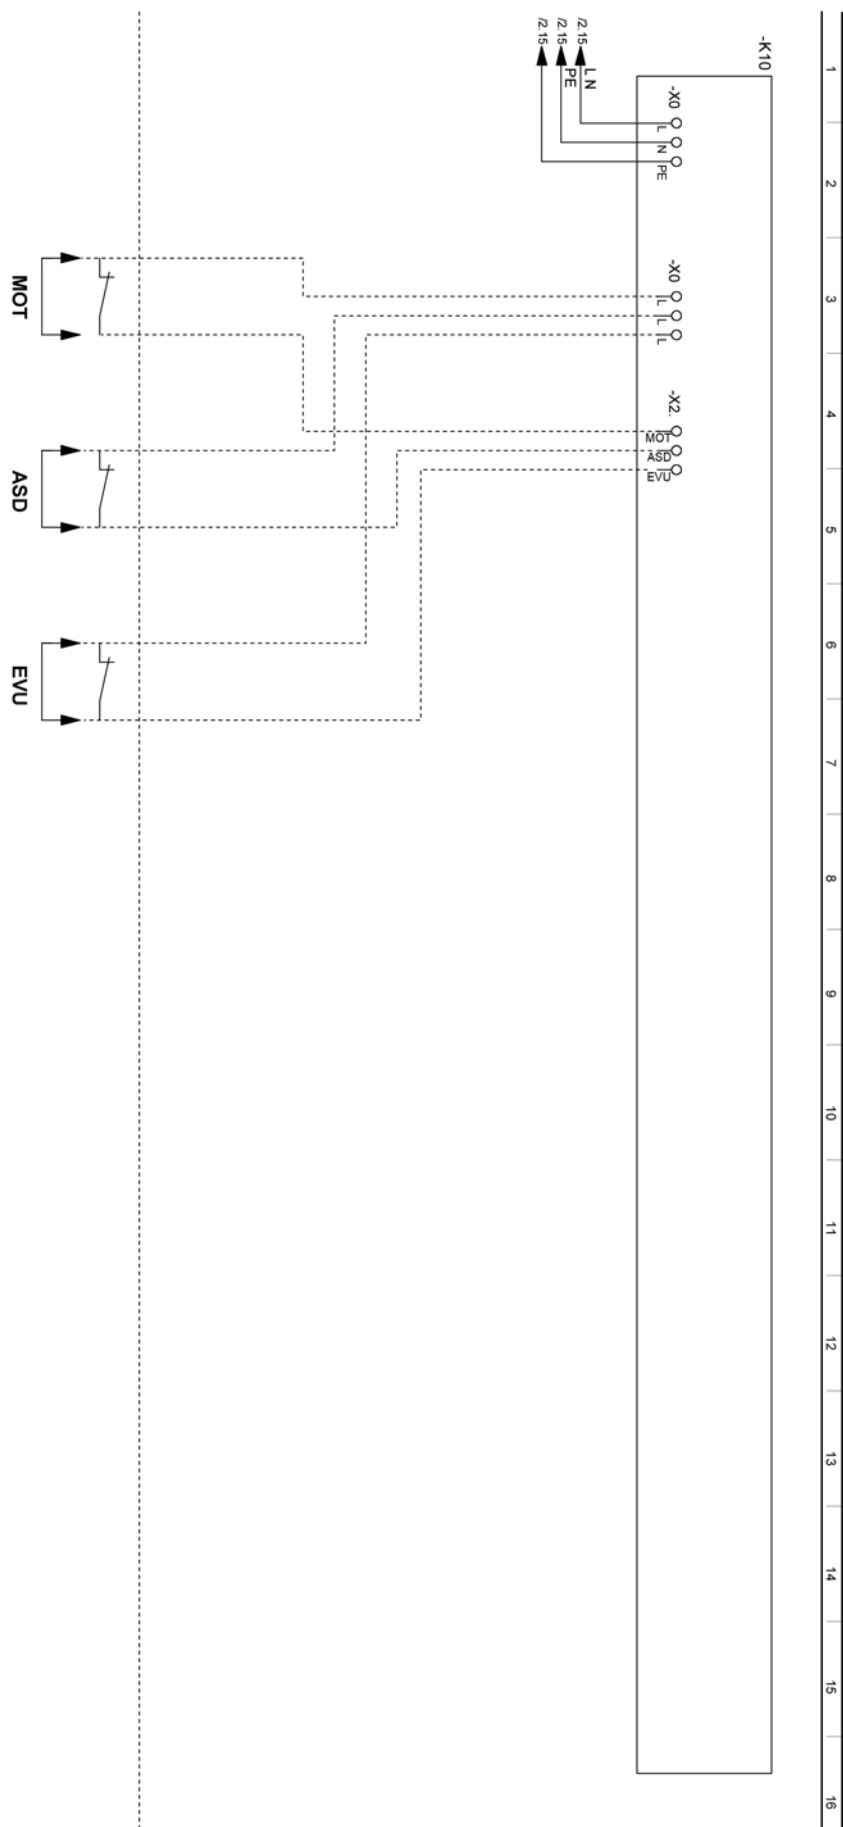 1
2
3
4
5
6
7
8
9
10
11
12
13
14
15
16
-K10
-X0
L
N
PE
-X0
L
L
L
-X2.
MOT
ASD
EVU
L N
PE
/2.15
/2.15
/2.15
MOT
ASD
EVU